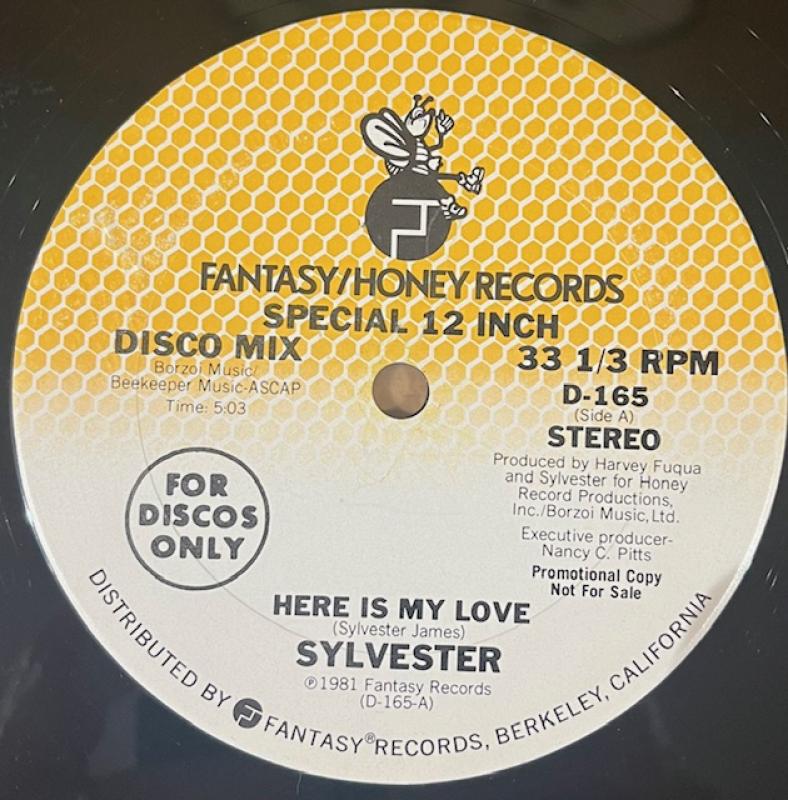 FANTASY/HONEY RECORDS
SPECIAL 12 INCH
DISCO MIX
Borzoi Music/
Beekeeper Music-ASCAP
Time: 5:03
33 1/3 RPM
D-165
(Side A)
STEREO
Produced by Harvey Fuqua
and Sylvester for Honey
Record Productions,
Inc./Borzoi Music, Ltd.
Executive producer-
Nancy C. Pitts
Promotional Copy
Not For Sale
FOR
DISCOS
ONLY
HERE IS MY LOVE
(Sylvester James)
SYLVESTER
℗1981 Fantasy Records
(D-165-A)
DISTRIBUTED BY FANTASY® RECORDS, BERKELEY, CALIFORNIA